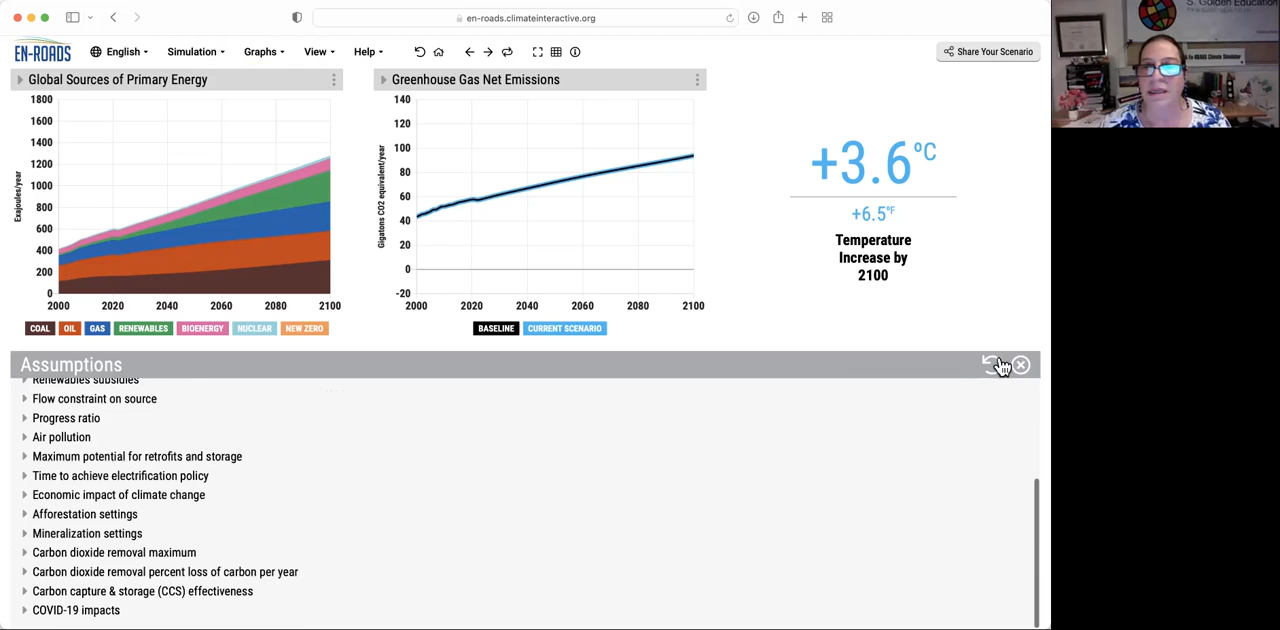 en-roads.climateinteractive.org
EN-ROADS
English
Simulation
Graphs
View
Help
Share Your Scenario
Global Sources of Primary Energy
1800
1600
1400
1200
1000
800
600
400
200
0
Exajoules/year
2000 2020 2040 2060 2080 2100
COAL OIL GAS RENEWABLES BIOENERGY NUCLEAR NEW ZERO
Greenhouse Gas Net Emissions
140
120
100
80
60
40
20
0
-20
Gigatons CO2 equivalent/year
2000 2020 2040 2060 2080 2100
BASELINE CURRENT SCENARIO
+3.6 ºC
+6.5°F
Temperature
Increase by
2100
Assumptions
Renewables subsidies
Flow constraint on source
Progress ratio
Air pollution
Maximum potential for retrofits and storage
Time to achieve electrification policy
Economic impact of climate change
Afforestation settings
Mineralization settings
Carbon dioxide removal maximum
Carbon dioxide removal percent loss of carbon per year
Carbon capture & storage (CCS) effectiveness
COVID-19 impacts
S. Golden Education